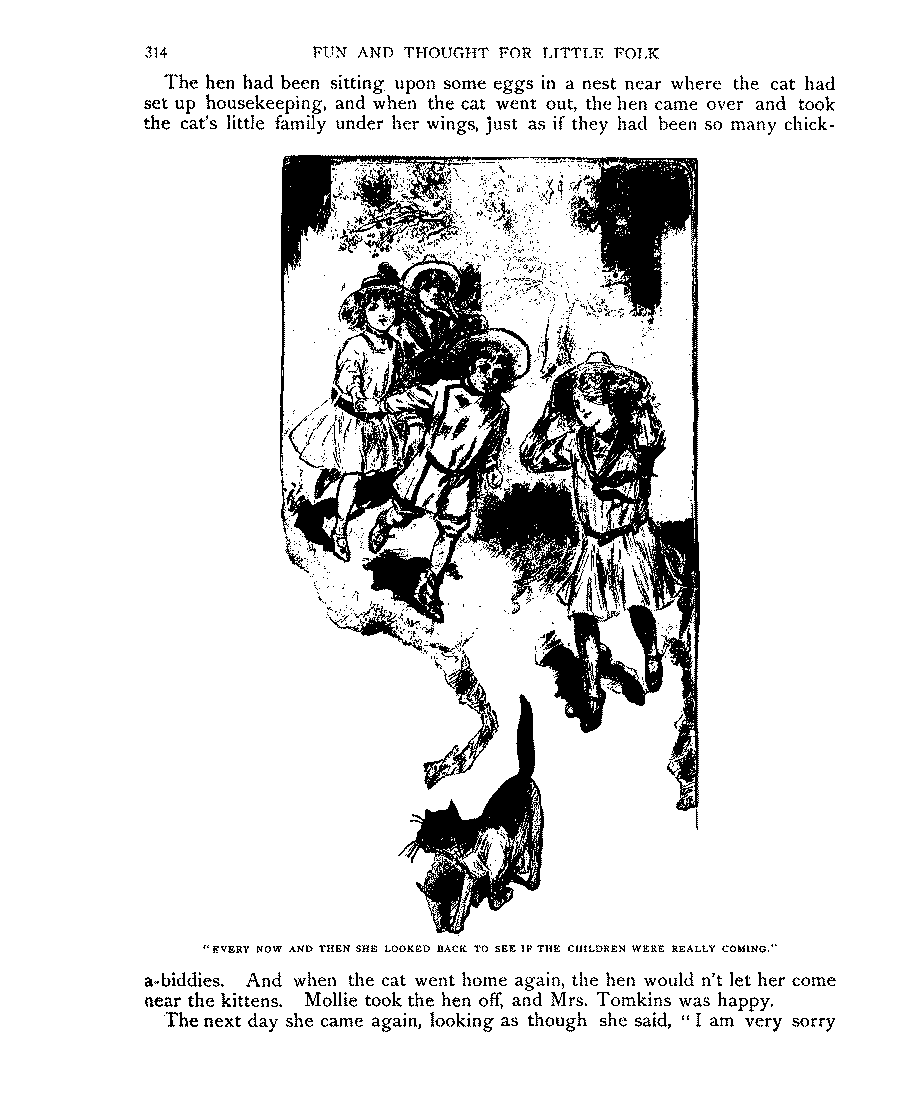 314 FUN AND THOUGHT FOR LITTLE FOLK
The hen had been sitting upon some eggs in a nest near where the cat had
set up housekeeping, and when the cat went out, the hen came over and took
the cat's little family under her wings, just as if they had been so many chick-
"EVERY NOW AND THEN SHE LOOKED BACK TO SEE IF THE CHILDREN WERE REALLY COMING."
a-biddies. And when the cat went home again, the hen would n't let her come
near the kittens. Mollie took the hen off, and Mrs. Tomkins was happy.
The next day she came again, looking as though she said, " I am very sorry